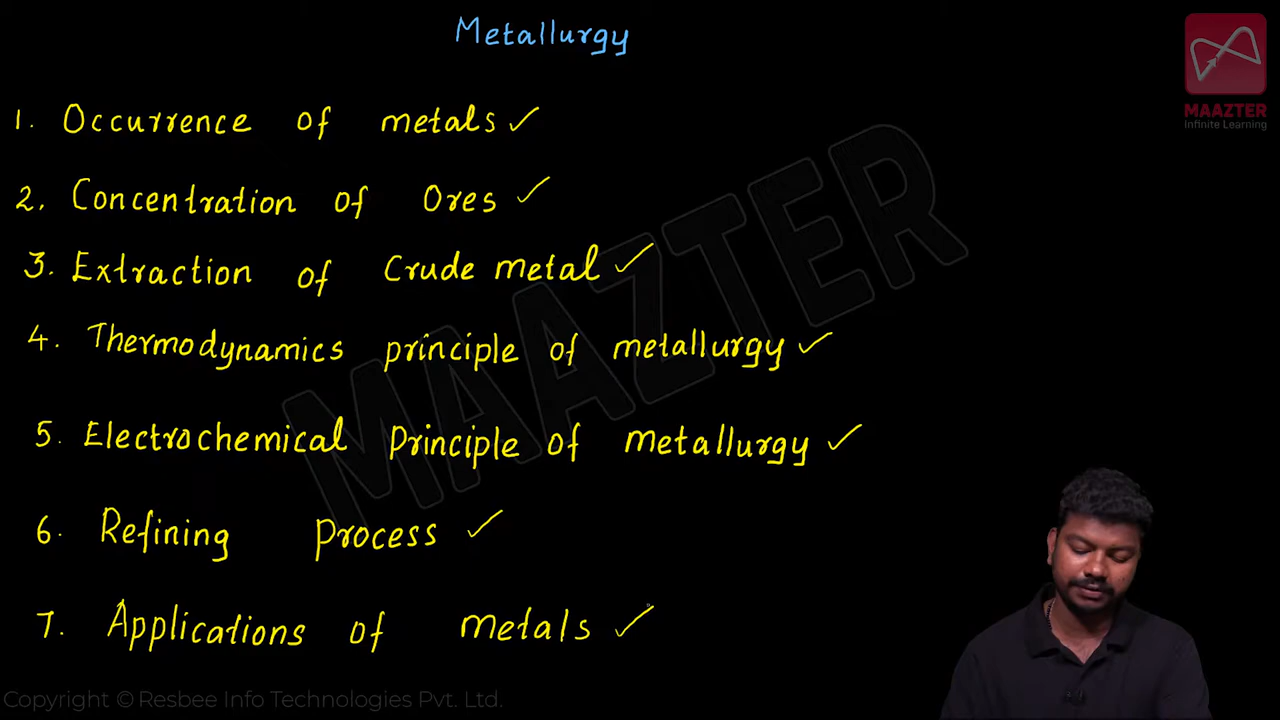 Metallurgy
MAAZTER
Infinite Learning
1. Occurrence of metals ✓
2. Concentration of Ores ✓
3. Extraction of Crude metal ✓
4. Thermodynamics principle of metallurgy ✓
5. Electrochemical Principle of metallurgy ✓
6. Refining Process ✓
7. Applications of metals ✓
MAAZTER
Copyright © Resbee Info Technologies Pvt. Ltd.